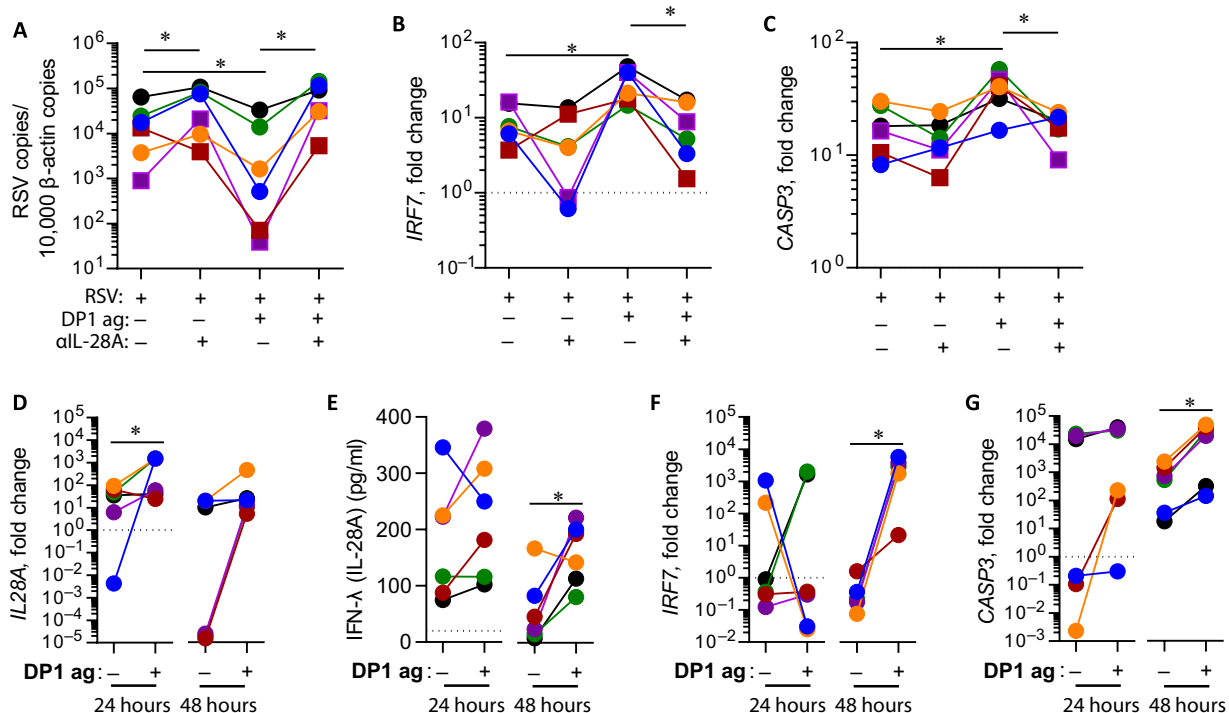 A
B
C
* * *
* *
* *
RSV copies/
10,000 β-actin copies
10⁶
10⁵
10⁴
10³
10²
10¹
IRF7, fold change
10²
10¹
10⁰
10⁻¹
CASP3, fold change
10²
10¹
10⁰
RSV: + + + +
DP1 ag: – – + +
αIL-28A: – + – +
+ + + +
– – + +
– + – +
+ + + +
– – + +
– + – +
D
E
F
G
IL28A, fold change
10⁵
10⁴
10³
10²
10¹
10⁰
10⁻¹
10⁻²
10⁻³
10⁻⁴
10⁻⁵
*
IFN-λ (IL-28A) (pg/ml)
400
300
200
100
0
*
IRF7, fold change
10⁵
10⁴
10³
10²
10¹
10⁰
10⁻¹
10⁻²
*
CASP3, fold change
10⁵
10⁴
10³
10²
10¹
10⁰
10⁻¹
10⁻²
10⁻³
*
DP1 ag: – + – +
24 hours 48 hours
DP1 ag: – + – +
24 hours 48 hours
DP1 ag: – + – +
24 hours 48 hours
DP1 ag: – + – +
24 hours 48 hours